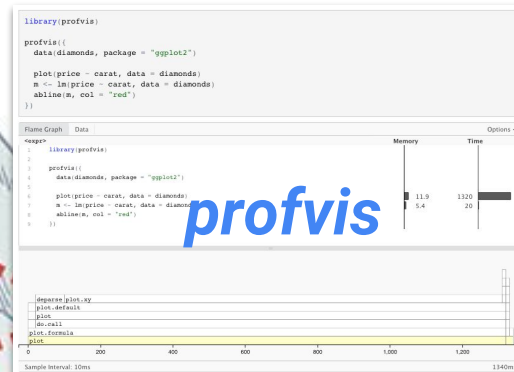 library(profvis)
profvis({
data(diamonds, package = "ggplot2")
plot(price ~ carat, data = diamonds)
m <- lm(price ~ carat, data = diamonds)
abline(m, col = "red")
})
Flame Graph Data Options
<expr> Memory Time
1 library(profvis)
2
3 profvis({
4 data(diamonds, package = "ggplot2")
5
6 plot(price ~ carat, data = diamonds) 11.9 1320
7 m <- lm(price ~ carat, data = diamonds) 5.4 20
8 abline(m, col = "red")
9 })
profvis
deparse plot.xy
plot.default
plot
do.call
plot.formula
plot
0 200 400 600 800 1,000 1,200
Sample Interval: 10ms 1340ms